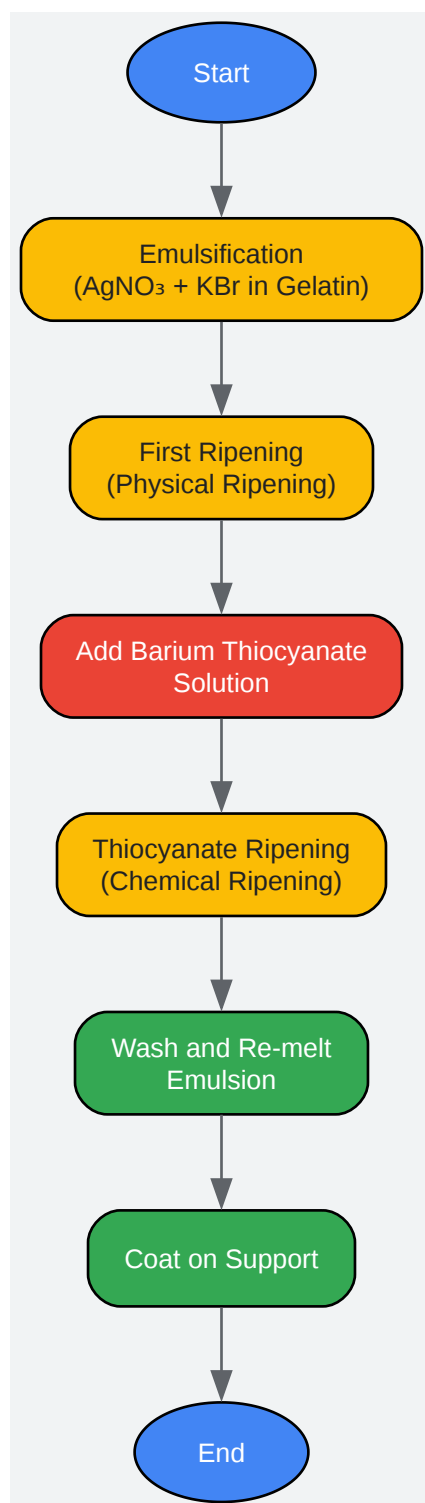 Start
Emulsification
(AgNO₃ + KBr in Gelatin)
First Ripening
(Physical Ripening)
Add Barium Thiocyanate
Solution
Thiocyanate Ripening
(Chemical Ripening)
Wash and Re-melt
Emulsion
Coat on Support
End